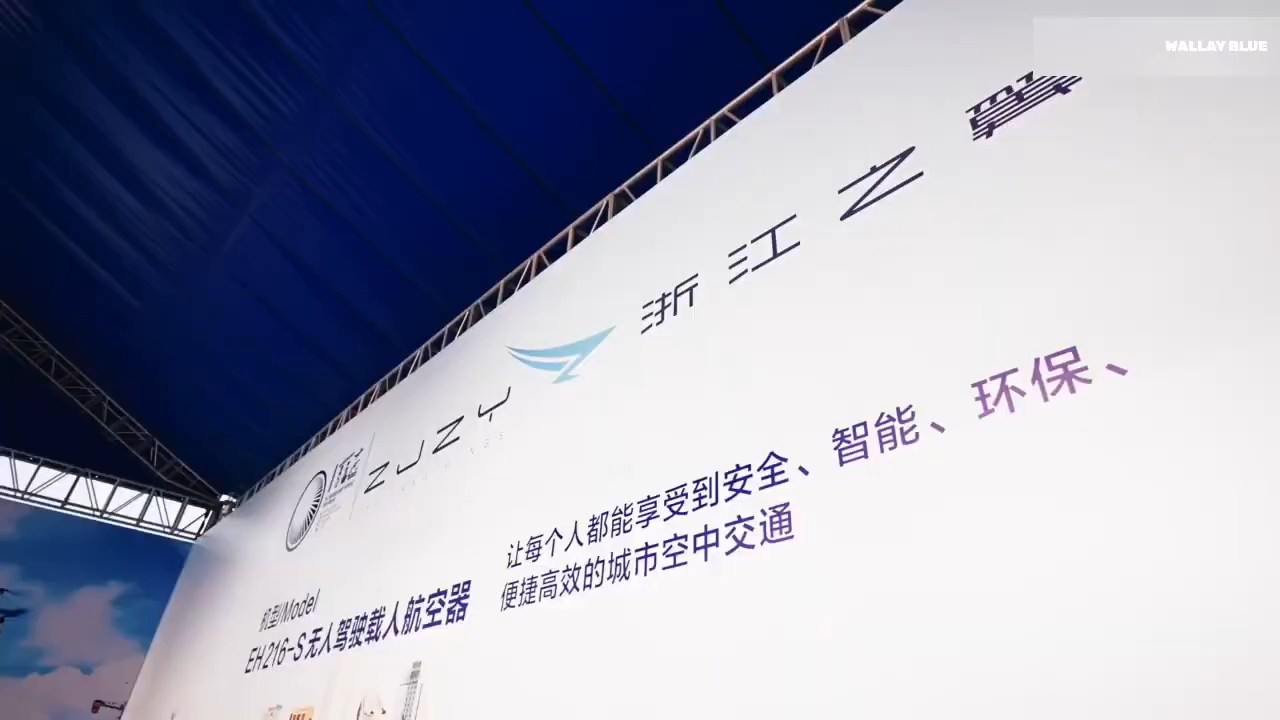 WALLAY BLUE
浙江之翼
ZJZY
让每个人都能享受到安全、智能、环保、
便捷高效的城市空中交通
机型/Model
EH216-S无人驾驶载人航空器